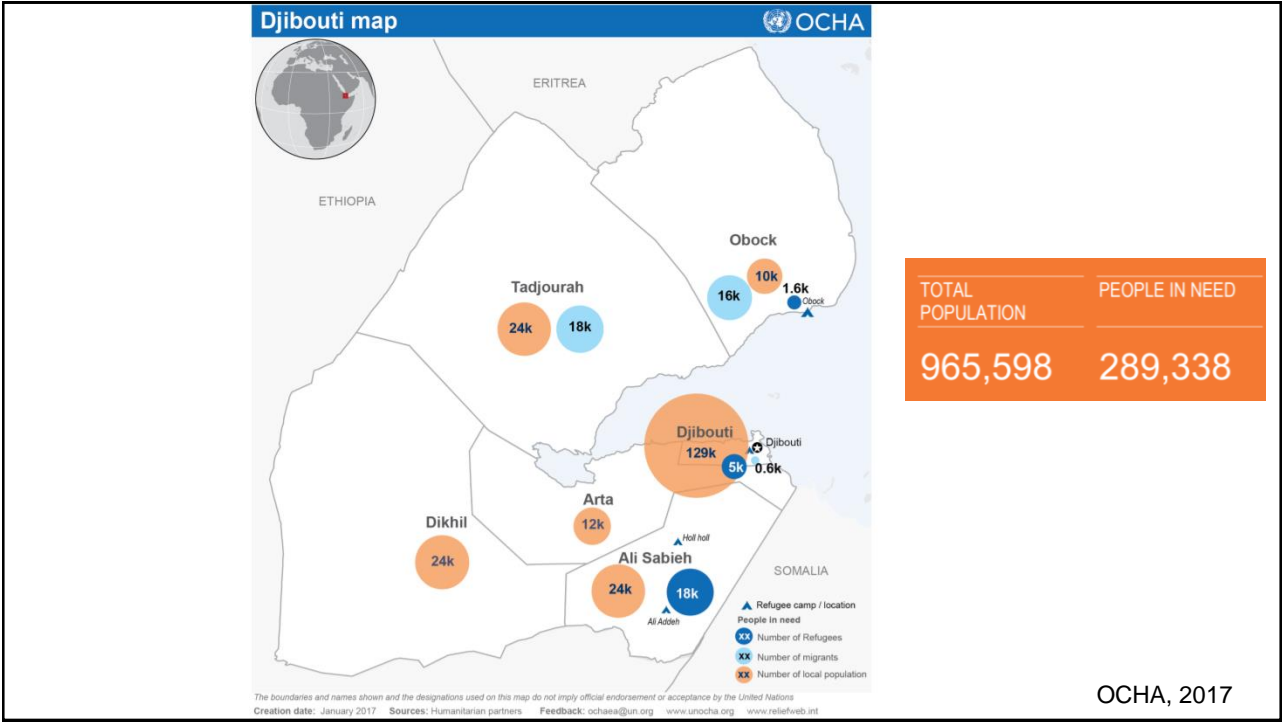 Djibouti map
OCHA
ERITREA
ETHIOPIA
Obock
10k
16k
1.6k
Obock
Tadjourah
24k
18k
Djibouti
129k
Djibouti
5k
0.6k
Arta
12k
Dikhil
24k
Holl holl
Ali Sabieh
24k
18k
Ali Addeh
SOMALIA
Refugee camp / location
People in need
XX Number of Refugees
XX Number of migrants
XX Number of local population
The boundaries and names shown and the designations used on this map do not imply official endorsement or acceptance by the United Nations
Creation date: January 2017 Sources: Humanitarian partners Feedback: ochaea@un.org www.unocha.org www.reliefweb.int
TOTAL
POPULATION
965,598
PEOPLE IN NEED
289,338
OCHA, 2017